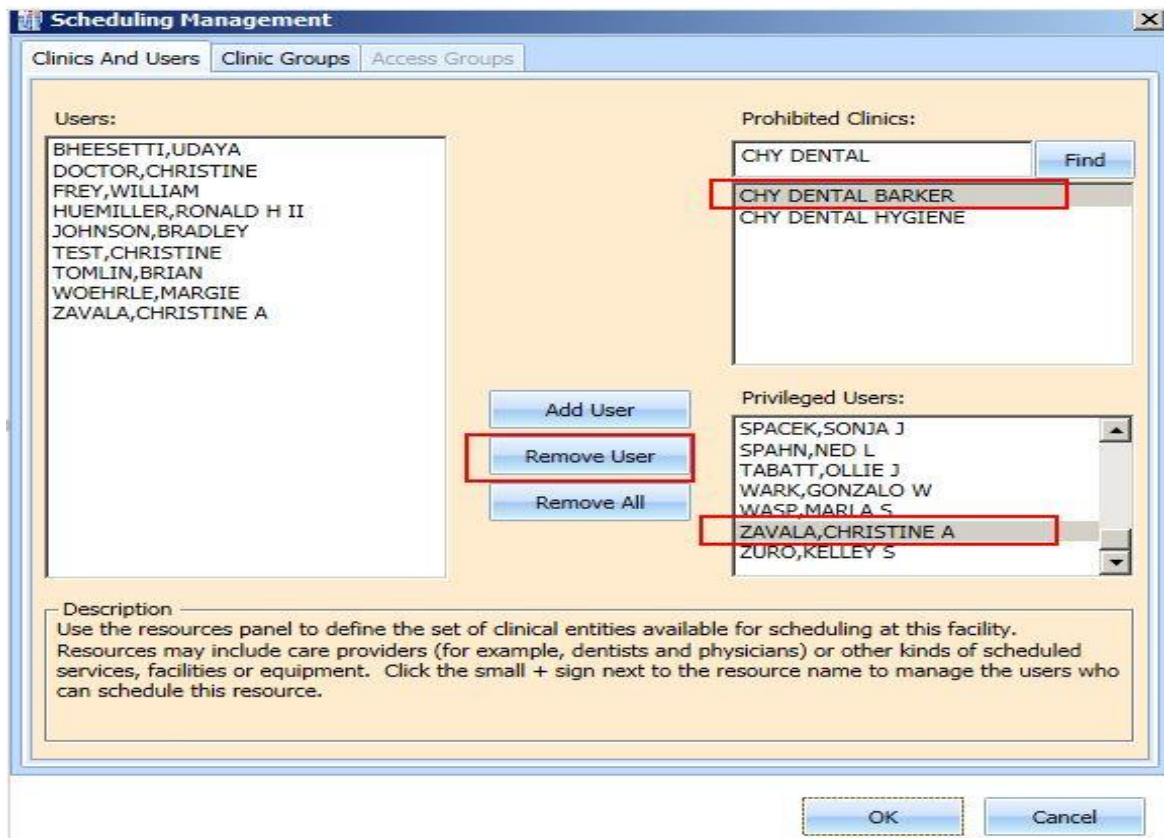 Scheduling Management
Clinics And Users
Clinic Groups
Access Groups
Users:
BHEESETTI,UDAYA
DOCTOR,CHRISTINE
FREY,WILLIAM
HUEMILLER,RONALD H II
JOHNSON,BRADLEY
TEST,CHRISTINE
TOMLIN,BRIAN
WOEHRLE,MARGIE
ZAVALA,CHRISTINE A
Add User
Remove User
Remove All
Prohibited Clinics:
CHY DENTAL
Find
CHY DENTAL BARKER
CHY DENTAL HYGIENE
Privileged Users:
SPACEK,SONJA J
SPAHN,NED L
TABATT,OLLIE J
WARK,GONZALO W
WASP,MARLA S
ZAVALA,CHRISTINE A
ZURO,KELLEY S
Description
Use the resources panel to define the set of clinical entities available for scheduling at this facility.
Resources may include care providers (for example, dentists and physicians) or other kinds of scheduled
services, facilities or equipment. Click the small + sign next to the resource name to manage the users who
can schedule this resource.
OK
Cancel